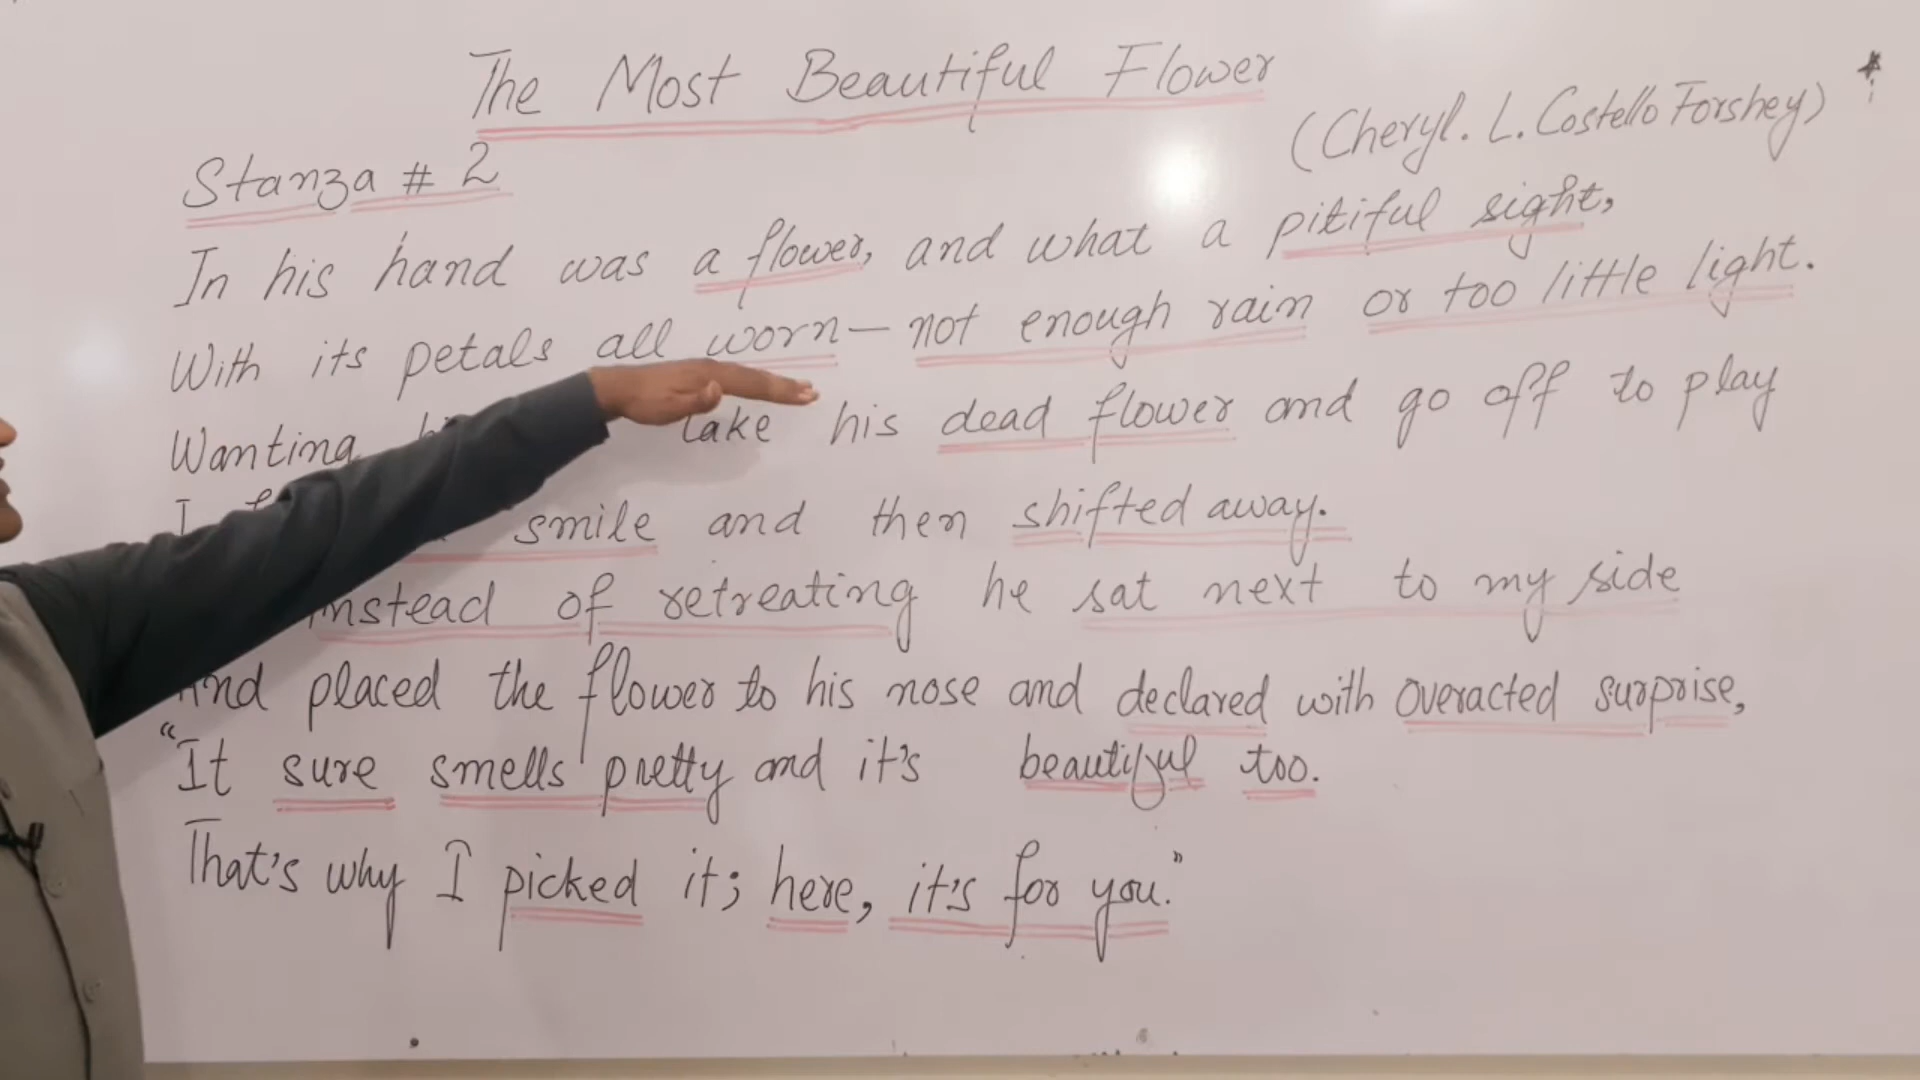 The Most Beautiful Flower
(Cheryl. L. Costello Forshey)
Stanza # 2
In his hand was a flower, and what a pitiful sight,
With its petals all worn — not enough rain or too little light.
Wanting take his dead flower and go off to play
I smile and then shifted away.
instead of retreating he sat next to my side
And placed the flower to his nose and declared with overacted surprise,
"It sure smells pretty and it's beautiful too.
That's why I picked it; here, it's for you."